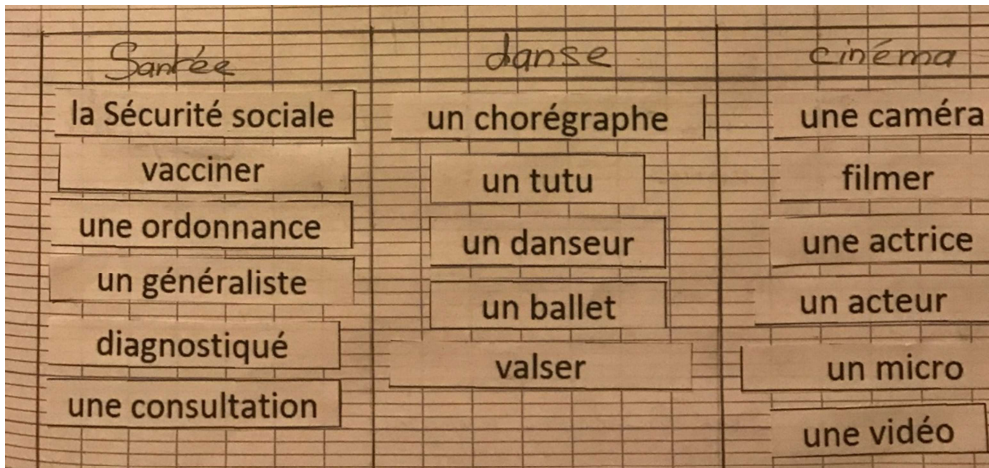 Santée danse cinéma
la Sécurité sociale un chorégraphe une caméra
vacciner un tutu filmer
une ordonnance un danseur une actrice
un généraliste un ballet un acteur
diagnostiqué valser un micro
une consultation une vidéo